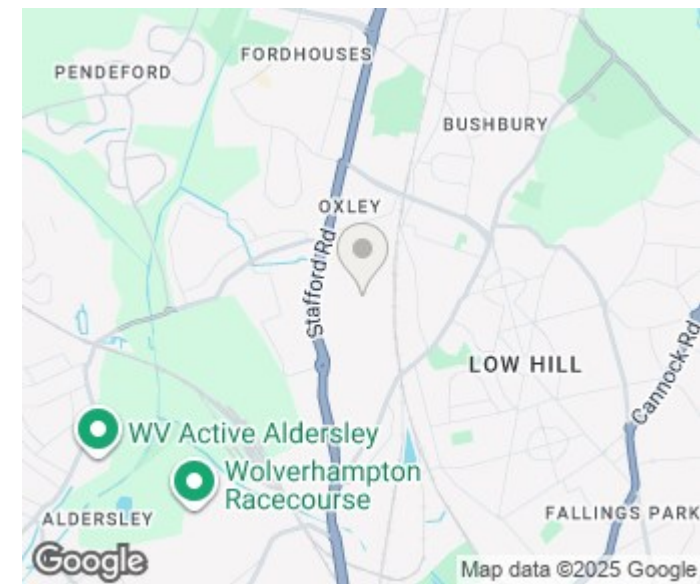 FORDHOUSES
PENDEFORD
BUSHBURY
OXLEY
Stafford Rd
LOW HILL
Cannock Rd
WV Active Aldersley
Wolverhampton
Racecourse
ALDERSLEY
FALLINGS PARK
Google
Map data ©2025 Google